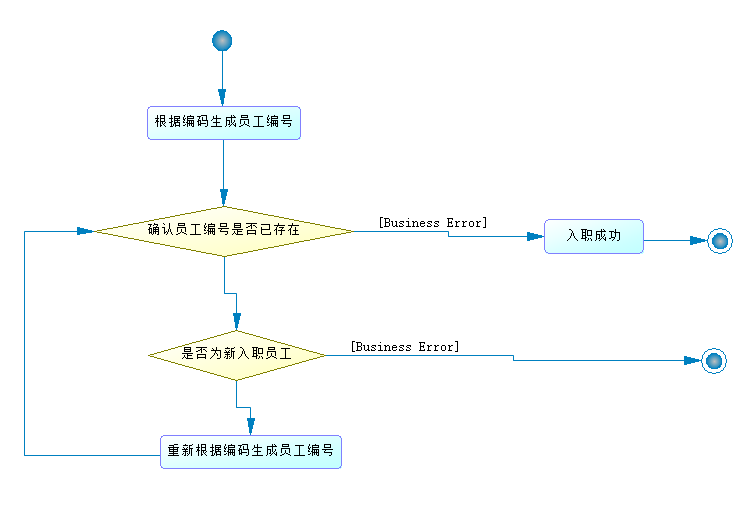 根据编码生成员工编号
确认员工编号是否已存在
[Business Error]
入职成功
是否为新入职员工
[Business Error]
重新根据编码生成员工编号